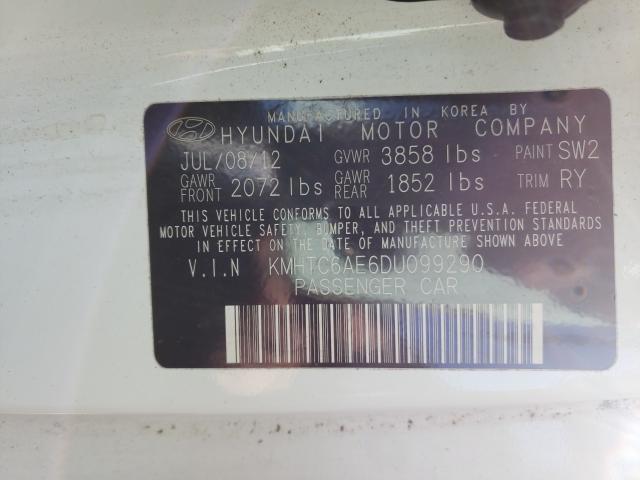 MANUFACTURED IN KOREA BY
HYUNDAI MOTOR COMPANY
JUL/08/12 GVWR 3858 lbs PAINT SW2
GAWR FRONT 2072 lbs GAWR REAR 1852 lbs TRIM RY
THIS VEHICLE CONFORMS TO ALL APPLICABLE U.S.A. FEDERAL
MOTOR VEHICLE SAFETY, BUMPER, AND THEFT PREVENTION STANDARDS
IN EFFECT ON THE DATE OF MANUFACTURE SHOWN ABOVE
V.I.N KMHTC6AE6DU099290
PASSENGER CAR